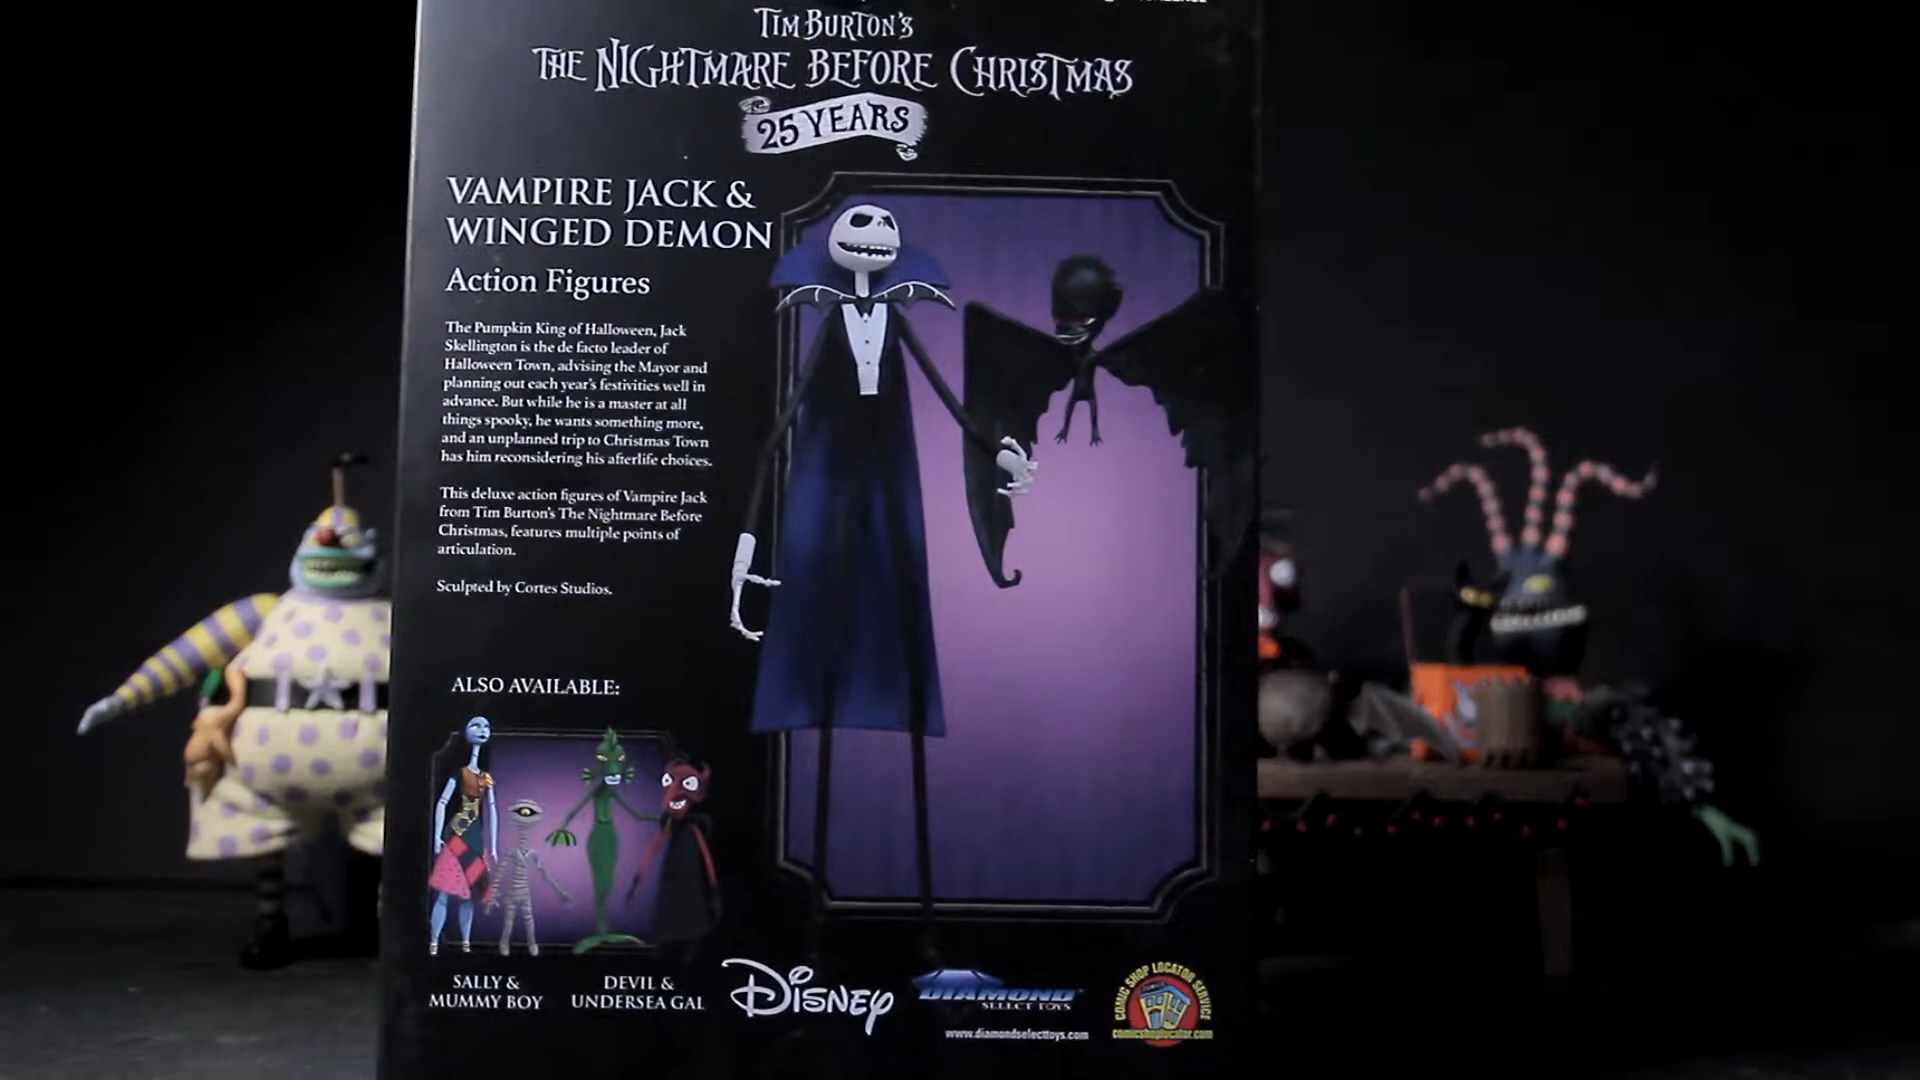 TIM BURTON'S
THE NIGHTMARE BEFORE CHRISTMAS
25 YEARS
VAMPIRE JACK &
WINGED DEMON
Action Figures
The Pumpkin King of Halloween, Jack
Skellington is the de facto leader of
Halloween Town, advising the Mayor and
planning out each year's festivities well in
advance. But while he is a master at all
things spooky, he wants something more,
and an unplanned trip to Christmas Town
has him reconsidering his afterlife choices.
This deluxe action figures of Vampire Jack
from Tim Burton's The Nightmare Before
Christmas, features multiple points of
articulation.
Sculpted by Cortes Studios.
ALSO AVAILABLE:
SALLY &
MUMMY BOY
DEVIL &
UNDERSEA GAL
DISNEY
DIAMOND
SELECT TOYS
www.diamondselecttoys.com
COMIC SHOP LOCATOR SERVICE
comicshoplocator.com